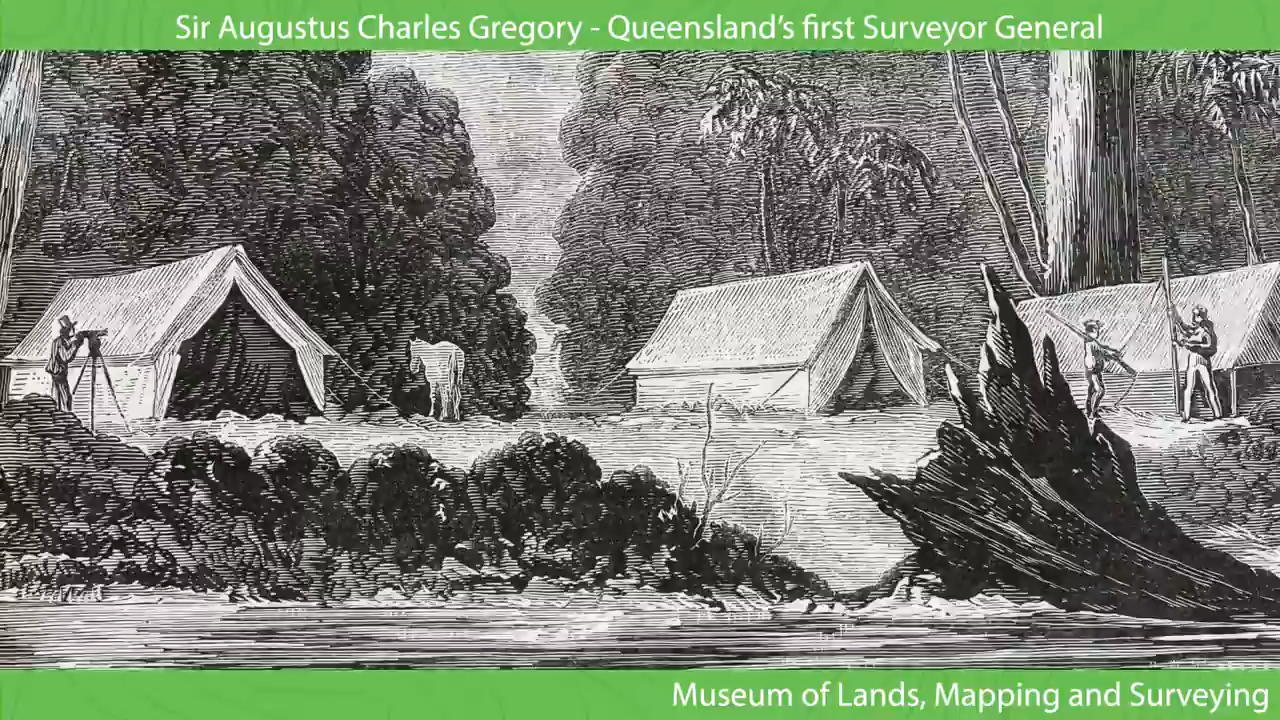 Sir Augustus Charles Gregory - Queensland’s first Surveyor General
Museum of Lands, Mapping and Surveying